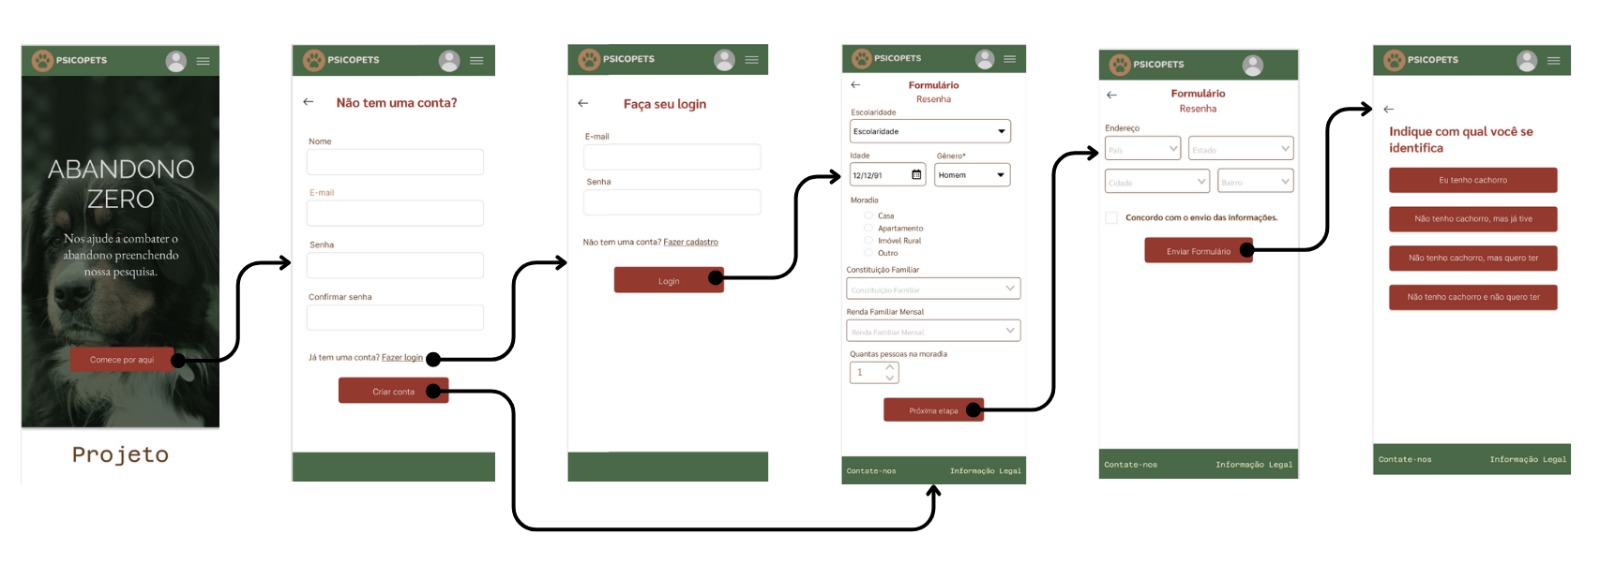 PSICOPETS
ABANDONO
ZERO
Nos ajude a combater o
abandono preenchendo
nossa pesquisa.
Comece por aqui
Projeto
PSICOPETS
Não tem uma conta?
Nome
E-mail
Senha
Confirmar senha
Já tem uma conta? Fazer login
Criar conta
PSICOPETS
Faça seu login
E-mail
Senha
Não tem uma conta? Fazer cadastro
Login
PSICOPETS
Formulário
Resenha
Escolaridade
Escolaridade
Idade
Gênero*
12/12/91
Homem
Moradia
Casa
Apartamento
Imóvel Rural
Outro
Constituição Familiar
Constituição Familiar
Renda Familiar Mensal
Renda Familiar Mensal
Quantas pessoas na moradia
1
Próxima etapa
Contate-nos
Informação Legal
PSICOPETS
Formulário
Resenha
Endereço
País
Estado
Cidade
Bairro
Concordo com o envio das informações.
Enviar Formulário
Contate-nos
Informação Legal
PSICOPETS
Indique com qual você se
identifica
Eu tenho cachorro
Não tenho cachorro, mas já tive
Não tenho cachorro, mas quero ter
Não tenho cachorro e não quero ter
Contate-nos
Informação Legal